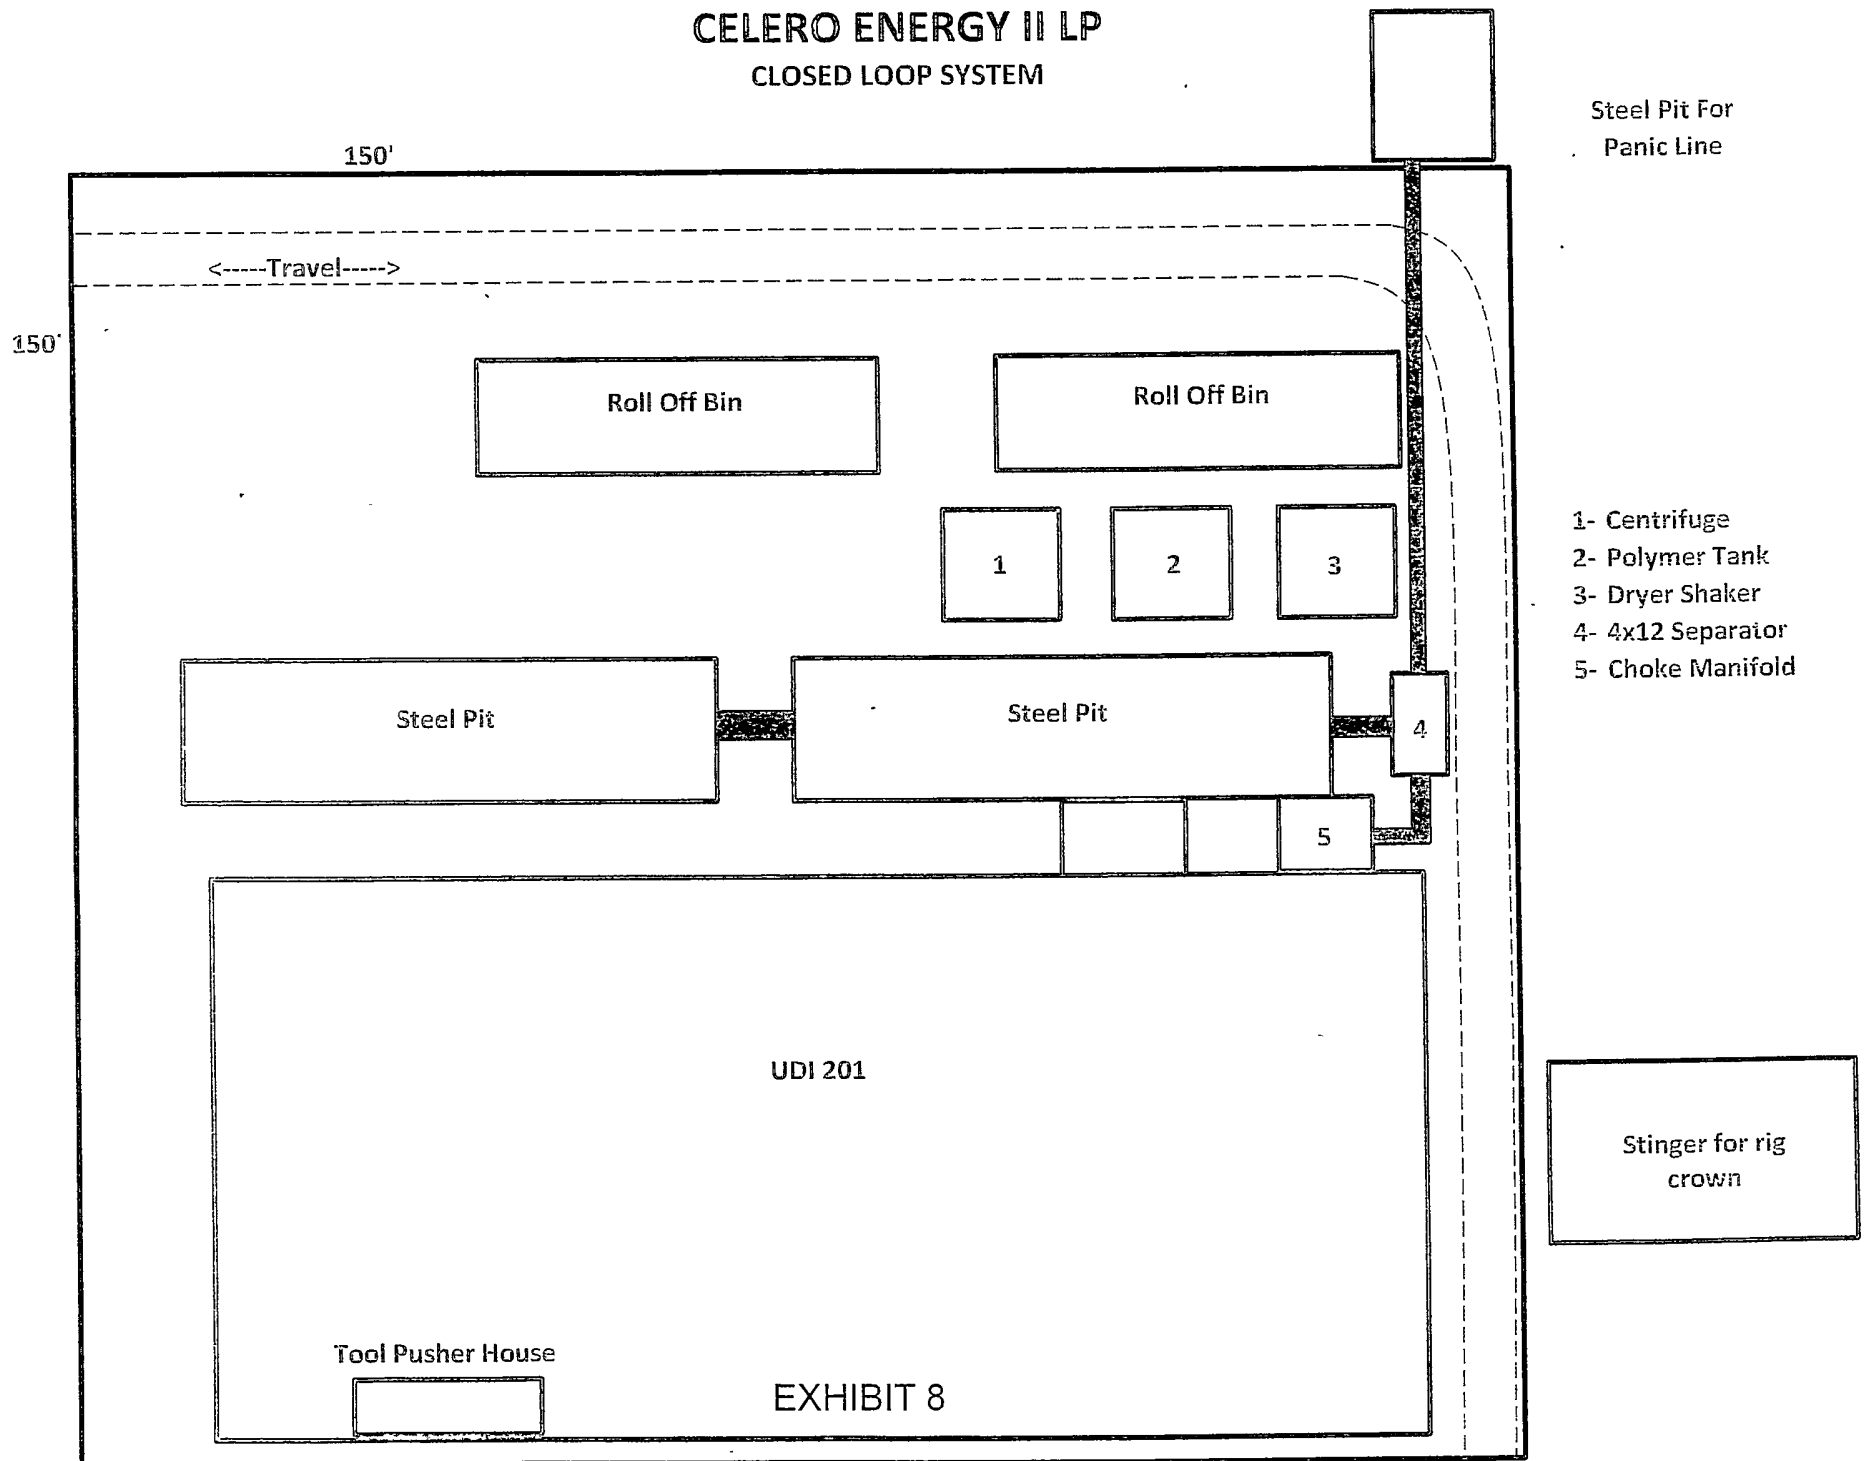 CELERO ENERGY II LP
CLOSED LOOP SYSTEM
Steel Pit For
Panic Line
150'
<-----Travel----->
150'
Roll Off Bin
Roll Off Bin
1
2
3
1- Centrifuge
2- Polymer Tank
3- Dryer Shaker
4- 4x12 Separator
5- Choke Manifold
Steel Pit
Steel Pit
4
5
UDI 201
Stinger for rig
crown
Tool Pusher House
EXHIBIT 8